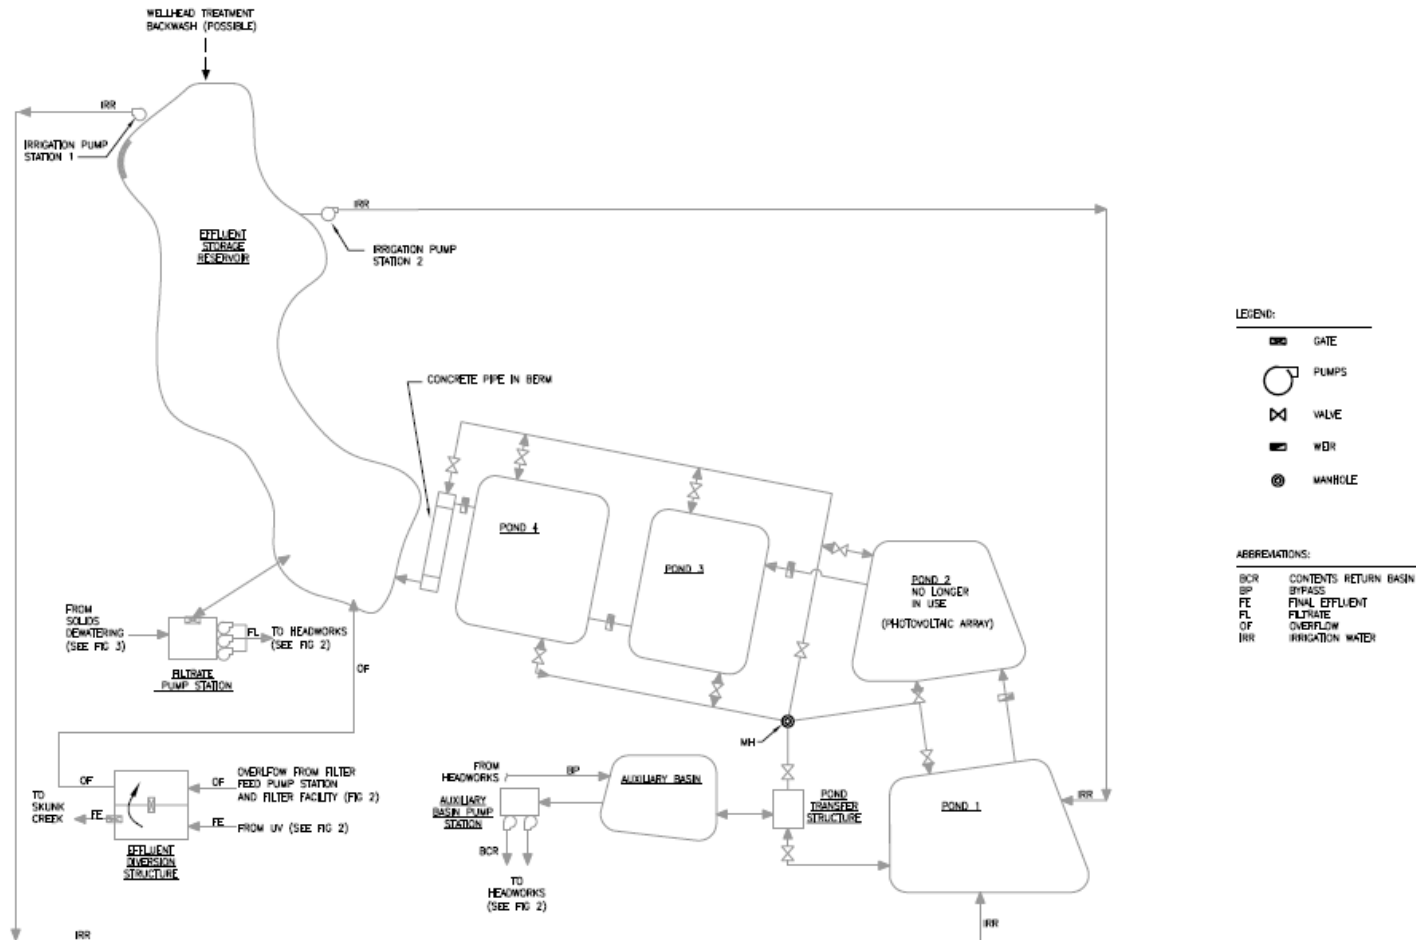 WELLHEAD TREATMENT
BACKWASH (POSSIBLE)
IRR
IRRIGATION PUMP
STATION 1
IRR
IRRIGATION PUMP
STATION 2
EFFLUENT
STORAGE
RESERVOIR
LEGEND:
GATE
PUMPS
VALVE
WEIR
MANHOLE
CONCRETE PIPE IN BERM
POND 4
POND 3
POND 2
NO LONGER
IN USE
(PHOTOVOLTAIC ARRAY)
ABBREVIATIONS:
BCR CONTENTS RETURN BASIN
BP BYPASS
FE FINAL EFFLUENT
FL FILTRATE
OF OVERFLOW
IRR IRRIGATION WATER
FROM
SOLIDS
DEWATERING
(SEE FIG 3)
FL
TO HEADWORKS
(SEE FIG 2)
FILTRATE
PUMP STATION
OF
MH
OF
OF
OVERLFOW FROM FILTER
FEED PUMP STATION
AND FILTER FACILITY (FIG 2)
TO
SKUNK
CREEK
FE
FE
FROM UV (SEE FIG 2)
EFFLUENT
DIVERSION
STRUCTURE
FROM
HEADWORKS
BP
AUXILIARY BASIN
AUXILIARY
BASIN PUMP
STATION
BCR
TO
HEADWORKS
(SEE FIG 2)
POND
TRANSFER
STRUCTURE
POND 1
IRR
IRR
IRR